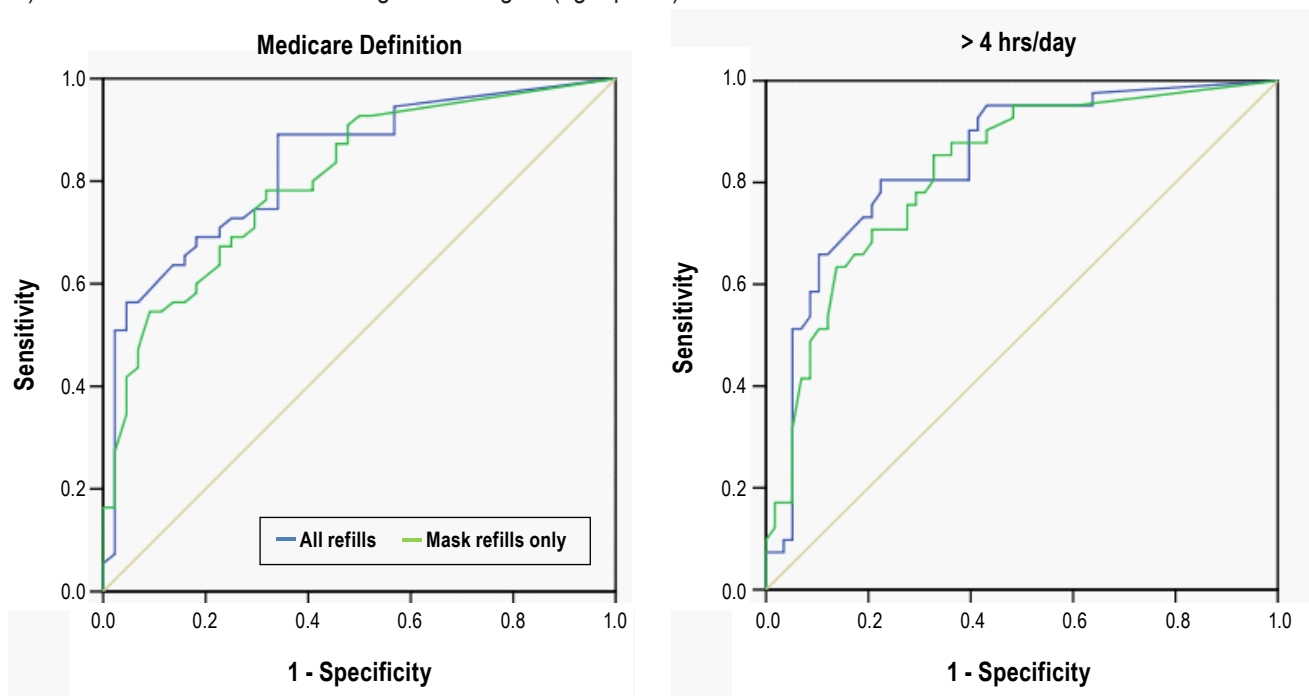 Medicare Definition
> 4 hrs/day
Sensitivity
1.0
0.8
0.6
0.4
0.2
0.0
0.0 0.2 0.4 0.6 0.8 1.0
1 - Specificity
All refills Mask refills only
Sensitivity
1.0
0.8
0.6
0.4
0.2
0.0
0.0 0.2 0.4 0.6 0.8 1.0
1 - Specificity